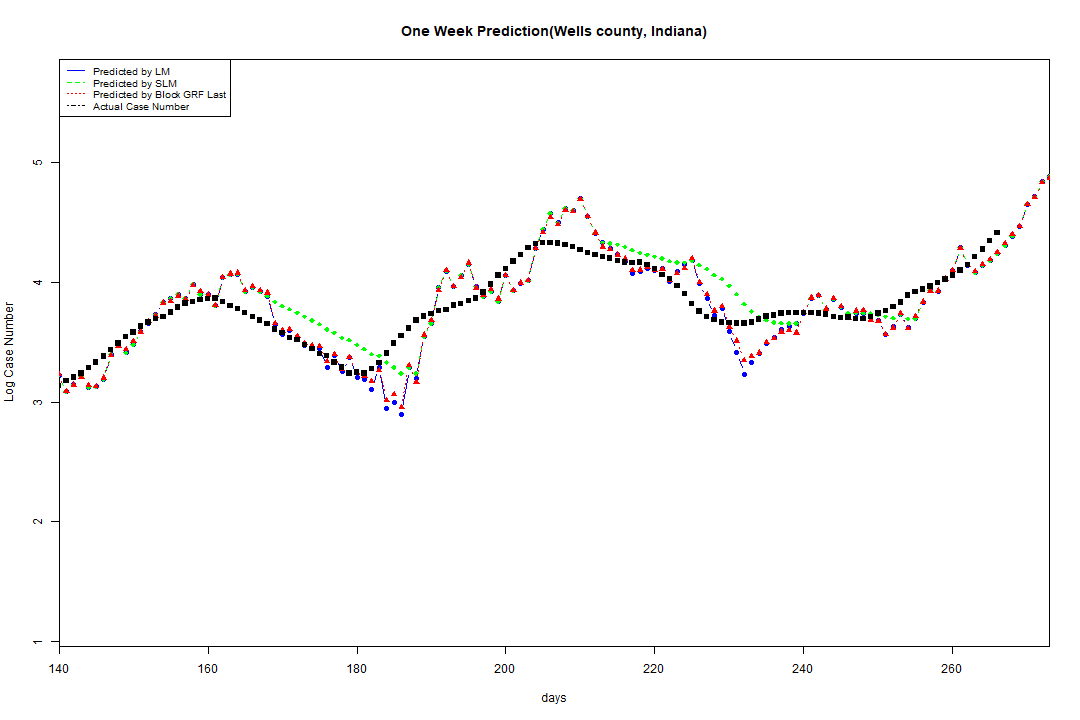 One Week Prediction(Wells county, Indiana)
Predicted by LM
Predicted by SLM
Predicted by Block GRF Last
Actual Case Number
Log Case Number
5
4
3
2
1
140 160 180 200 220 240 260
days